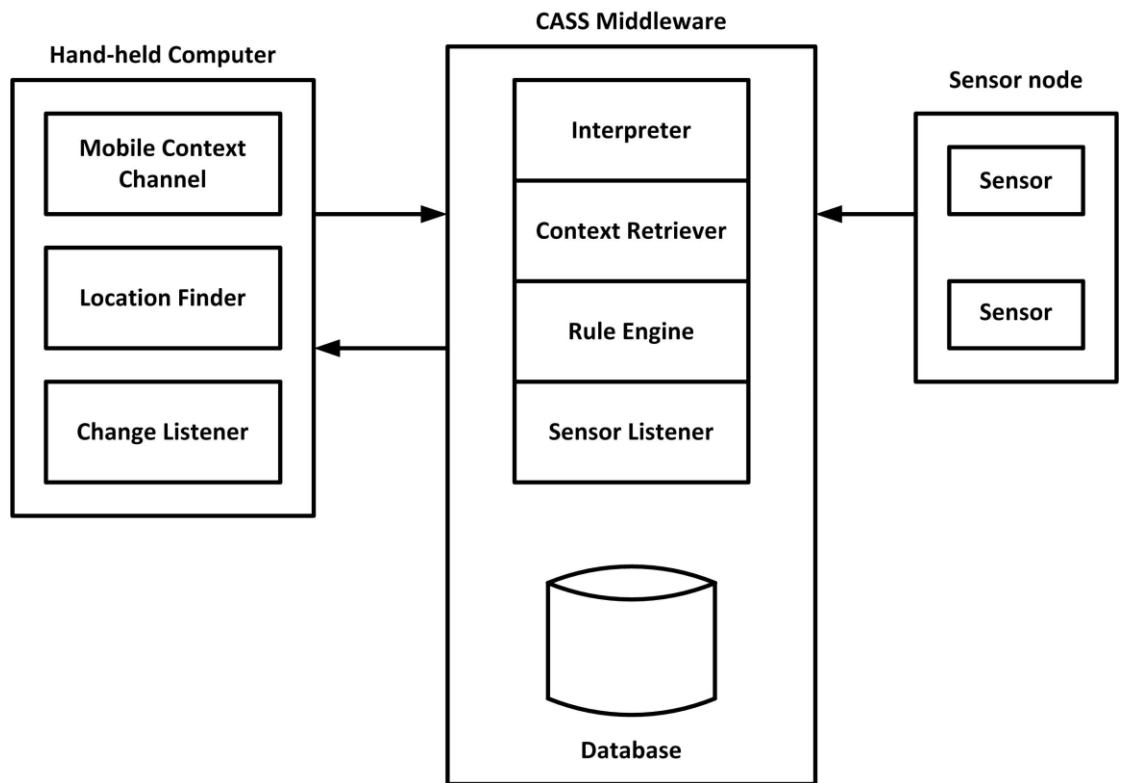 CASS Middleware
Hand-held Computer
Sensor node
Mobile Context
Channel
Location Finder
Change Listener
Interpreter
Context Retriever
Rule Engine
Sensor Listener
Database
Sensor
Sensor